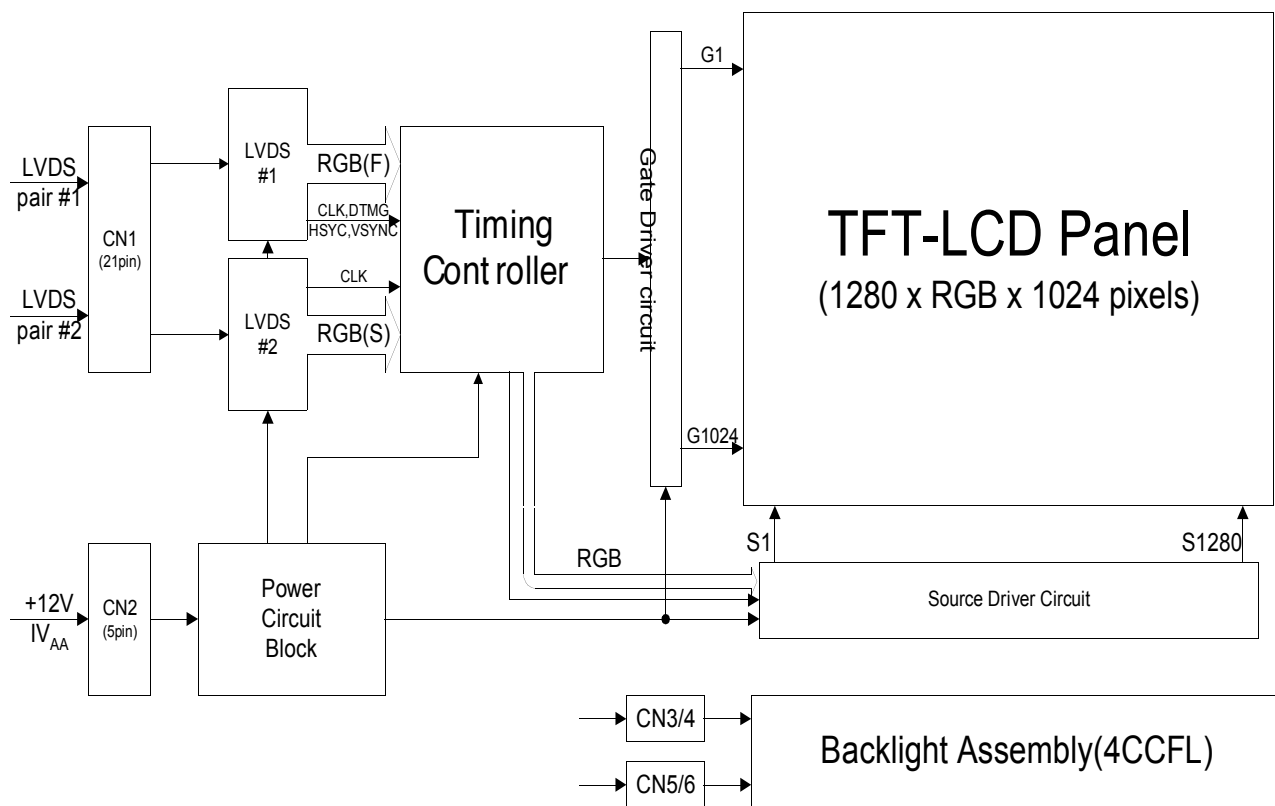 LVDS
pair #1
LVDS
pair #2
CN1
(21pin)
LVDS
#1
LVDS
#2
RGB(F)
CLK,DTMG
HSYC,VSYNC
CLK
RGB(S)
Timing
Cont roller
Gate Driver circuit
G1
G1024
TFT-LCD Panel
(1280 x RGB x 1024 pixels)
S1
S1280
RGB
Source Driver Circuit
+12V
IVAA
CN2
(5pin)
Power
Circuit
Block
CN3/4
CN5/6
Backlight Assembly(4CCFL)